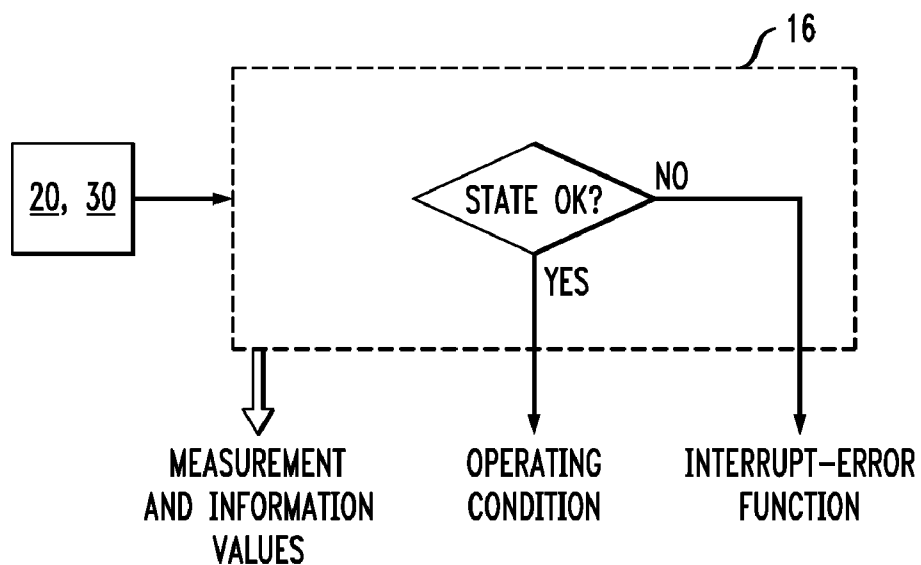 16
20, 30
STATE OK?
NO
YES
MEASUREMENT
AND INFORMATION
VALUES
OPERATING
CONDITION
INTERRUPT-ERROR
FUNCTION